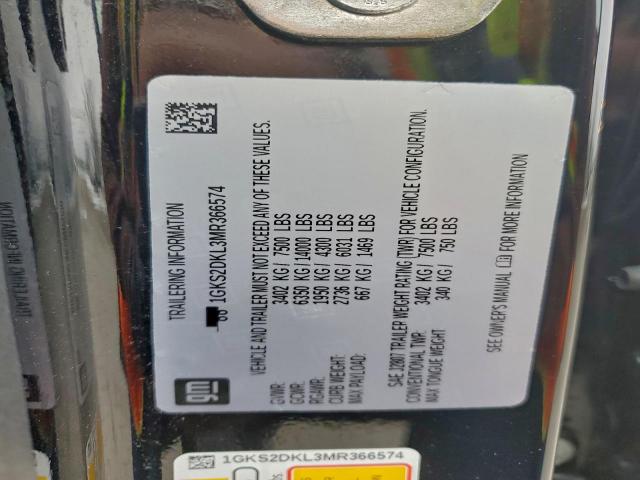 TRAILERING INFORMATION
gm
1GKS2DKL3MR366574
VEHICLE AND TRAILER MUST NOT EXCEED ANY OF THESE VALUES.
GVWR: 3402 KG/ 7500 LBS
GCWR: 6350 KG/14000 LBS
RGAWR: 1950 KG/ 4300 LBS
CURB WEIGHT: 2736 KG/ 6031 LBS
MAX PAYLOAD: 667 KG/ 1469 LBS
SAE J2807 TRAILER WEIGHT RATING (TWR) FOR VEHICLE CONFIGURATION.
CONVENTIONAL TWR: 3402 KG/ 7500 LBS
MAX TONGUE WEIGHT 340 KG/ 750 LBS
SEE OWNER'S MANUAL FOR MORE INFORMATION
1GKS2DKL3MR366574